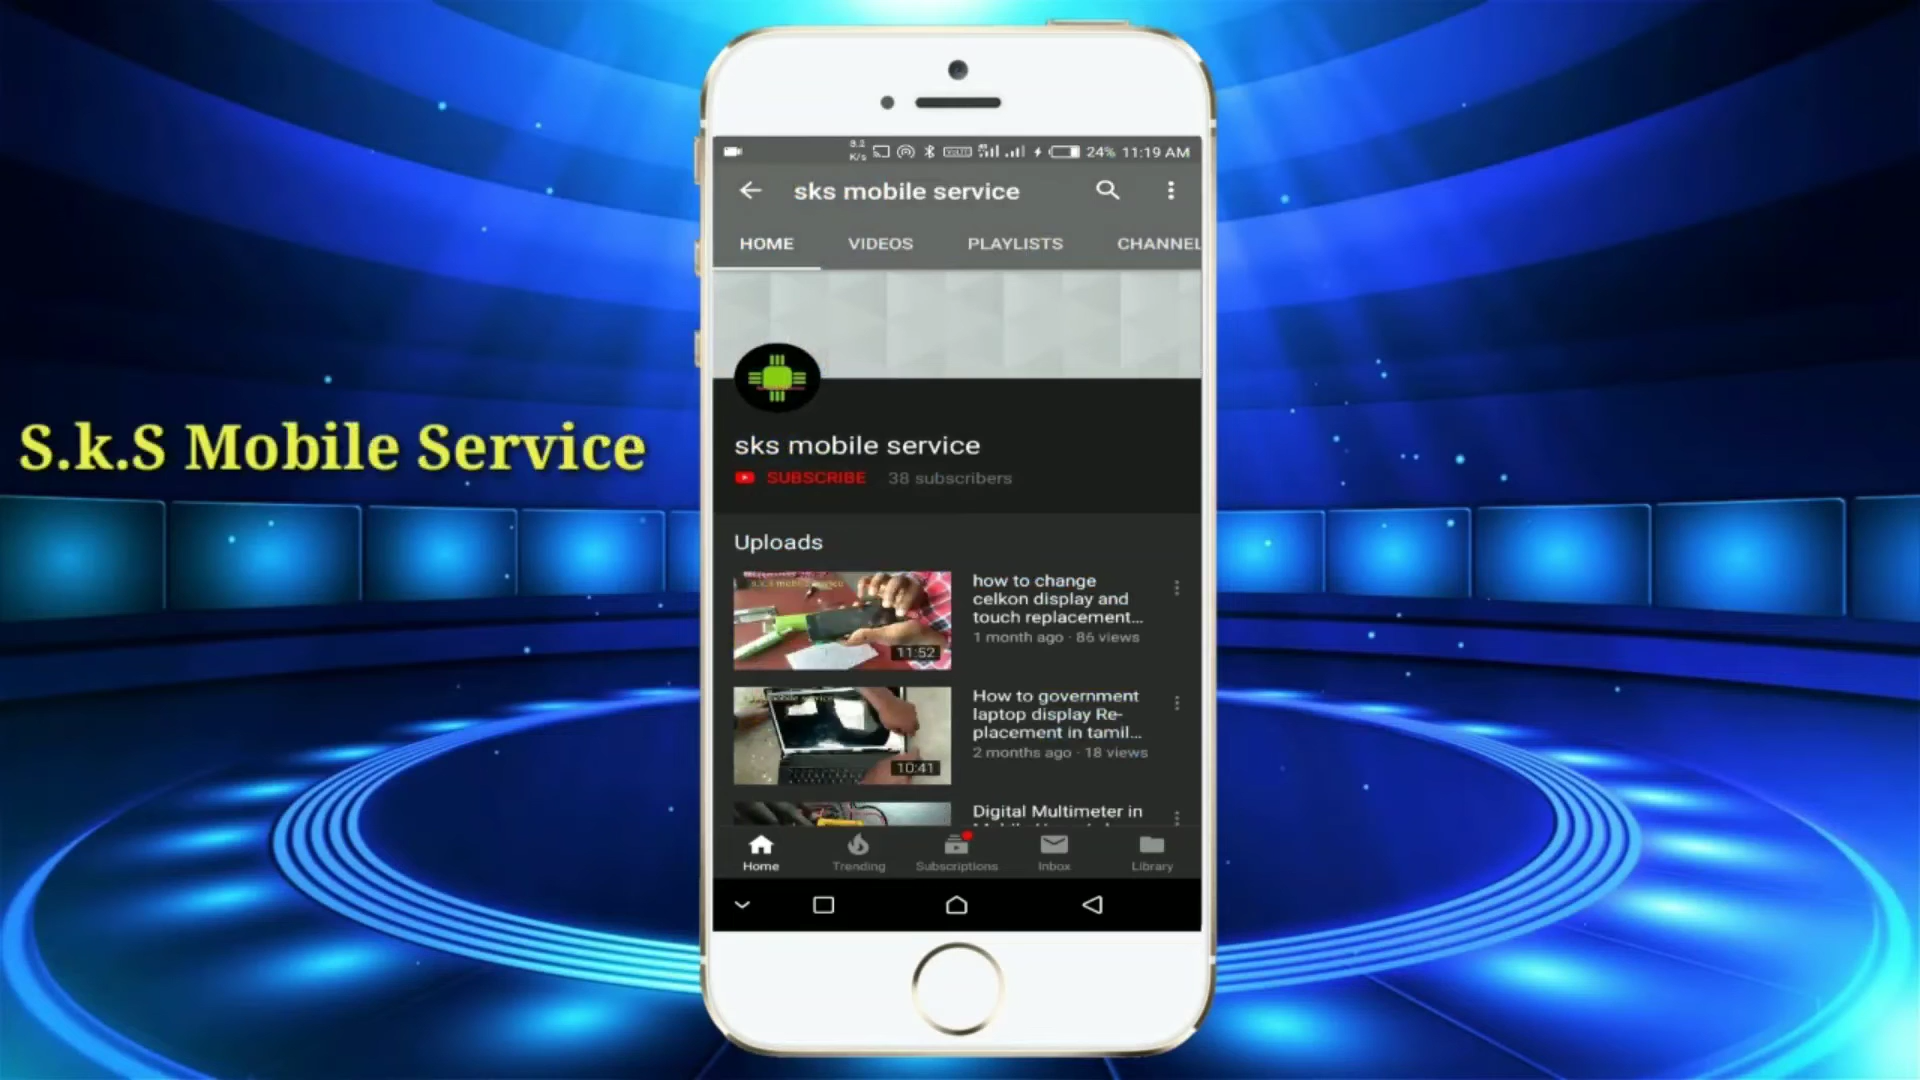 8.2
K/s
24% 11:19 AM
sks mobile service
HOME VIDEOS PLAYLISTS CHANNEL
S.k.S Mobile Service
sks mobile service
SUBSCRIBE 38 subscribers
Uploads
how to change
celkon display and
touch replacement...
1 month ago · 86 views
11:52
How to government
laptop display Re-
placement in tamil...
2 months ago · 18 views
10:41
Digital Multimeter in
Home Trending Subscriptions Inbox Library